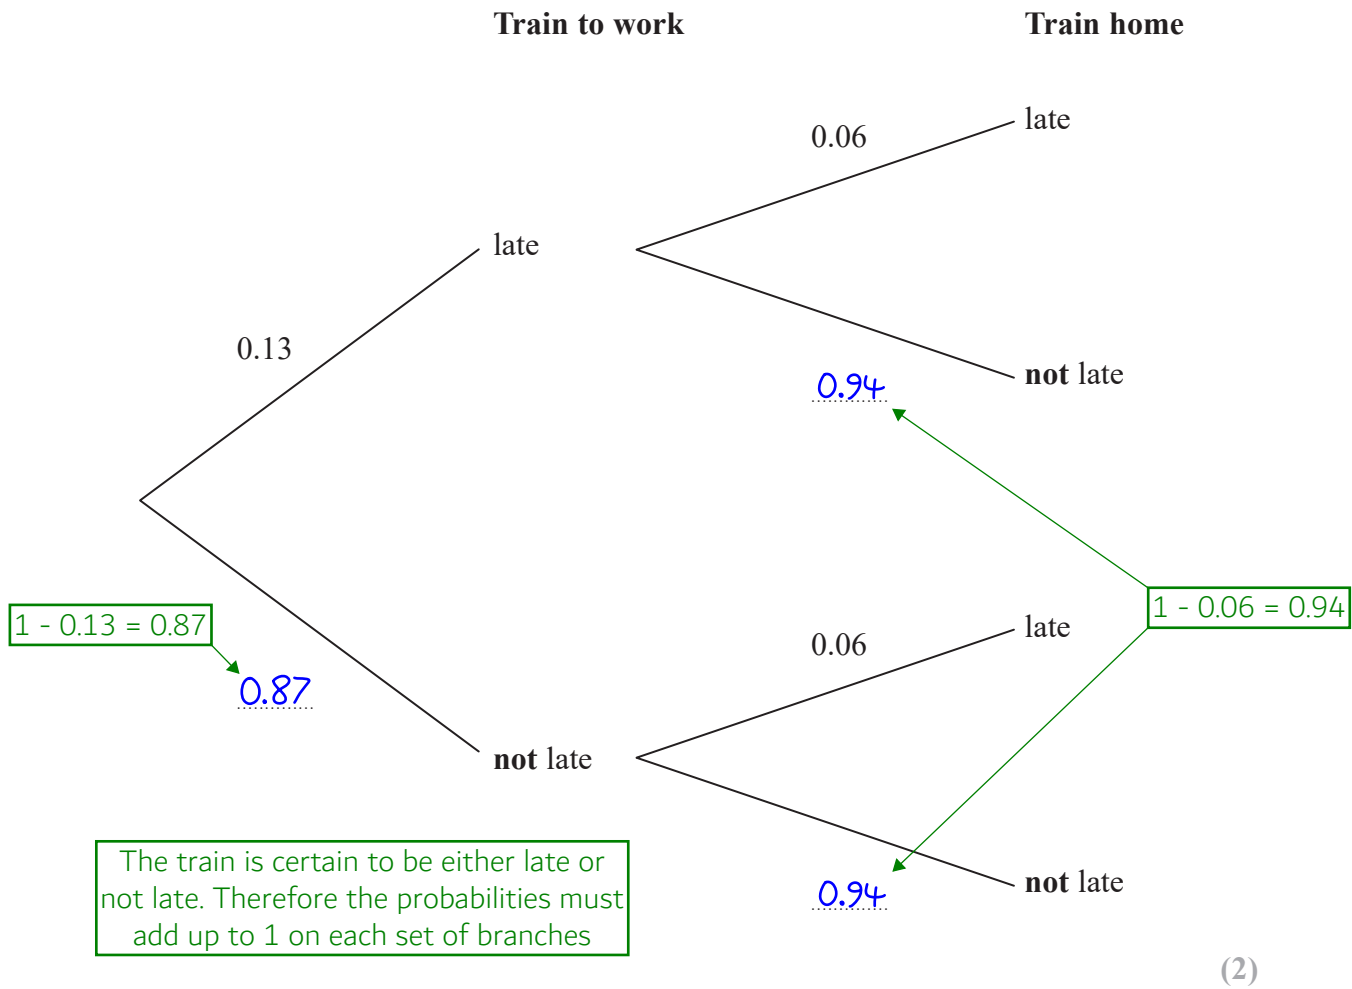 Train to work Train home
late
0.06
late
0.13
not late
0.94
1 - 0.06 = 0.94
1 - 0.13 = 0.87
late
0.06
0.87
not late
The train is certain to be either late or
not late. Therefore the probabilities must
add up to 1 on each set of branches
0.94
not late
(2)